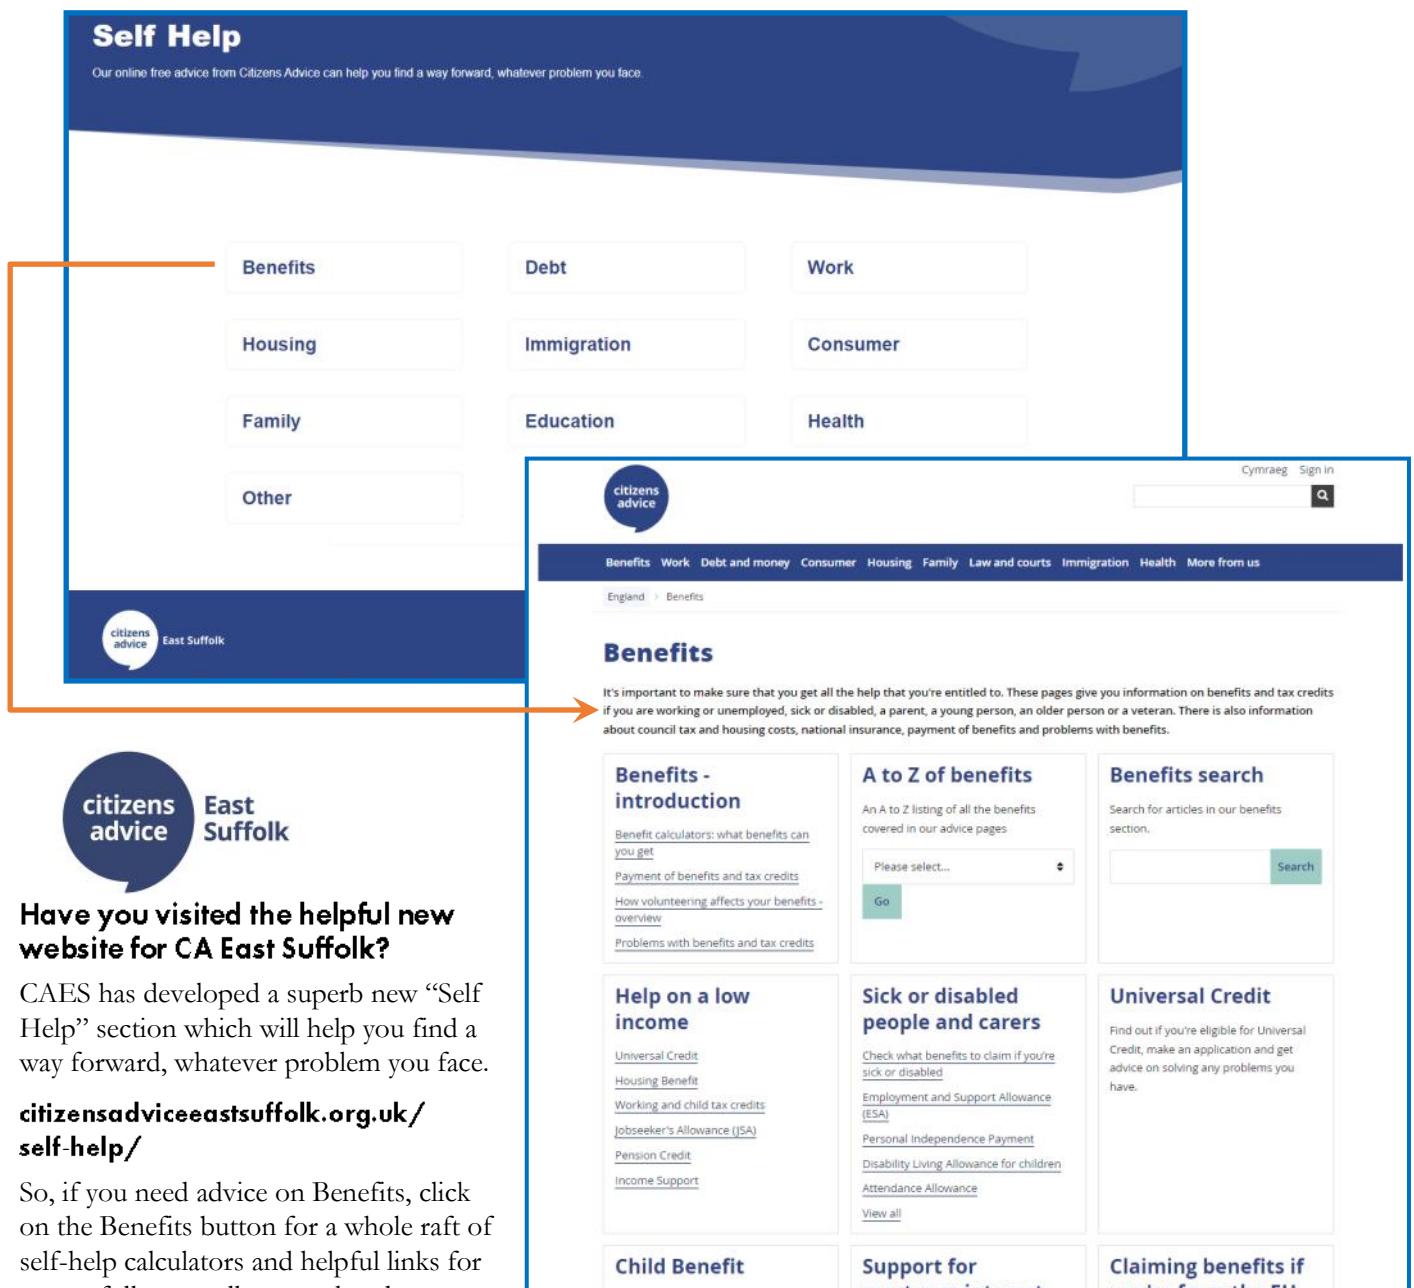 Self Help
Our online free advice from Citizens Advice can help you find a way forward, whatever problem you face.
Benefits
Debt
Work
Housing
Immigration
Consumer
Family
Education
Health
Other
citizens
advice
East Suffolk
Cymraeg Sign in
citizens
advice
Benefits Work Debt and money Consumer Housing Family Law and courts Immigration Health More from us
England > Benefits
Benefits
It's important to make sure that you get all the help that you're entitled to. These pages give you information on benefits and tax credits
if you are working or unemployed, sick or disabled, a parent, a young person, an older person or a veteran. There is also information
about council tax and housing costs, national insurance, payment of benefits and problems with benefits.
Benefits -
introduction
Benefit calculators: what benefits can
you get
Payment of benefits and tax credits
How volunteering affects your benefits -
overview
Problems with benefits and tax credits
A to Z of benefits
An A to Z listing of all the benefits
covered in our advice pages
Please select...
Go
Benefits search
Search for articles in our benefits
section.
Search
Help on a low
income
Universal Credit
Housing Benefit
Working and child tax credits
Jobseeker's Allowance (JSA)
Pension Credit
Income Support
Sick or disabled
people and carers
Check what benefits to claim if you're
sick or disabled
Employment and Support Allowance
(ESA)
Personal Independence Payment
Disability Living Allowance for children
Attendance Allowance
View all
Universal Credit
Find out if you're eligible for Universal
Credit, make an application and get
advice on solving any problems you
have.
Child Benefit
Support for
Claiming benefits if
citizens
advice
East
Suffolk
Have you visited the helpful new
website for CA East Suffolk?
CAES has developed a superb new “Self
Help” section which will help you find a
way forward, whatever problem you face.
citizensadviceeastsuffolk.org.uk/
self-help/
So, if you need advice on Benefits, click
on the Benefits button for a whole raft of
self-help calculators and helpful links for